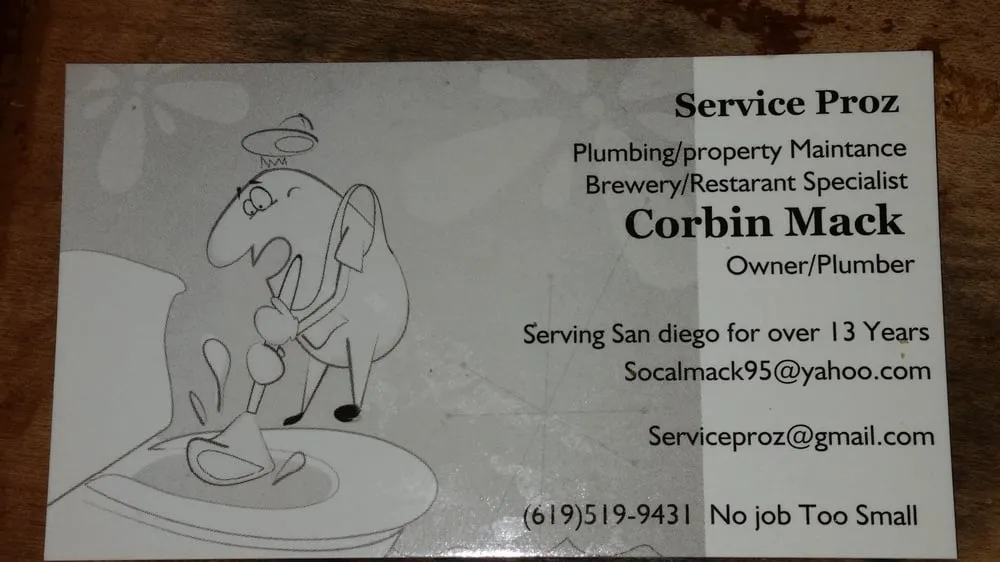 Service Proz
Plumbing/property Maintance
Brewery/Restarant Specialist
Corbin Mack
Owner/Plumber
Serving San diego for over 13 Years
Socalmack95@yahoo.com
Serviceproz@gmail.com
(619)519-9431 No job Too Small